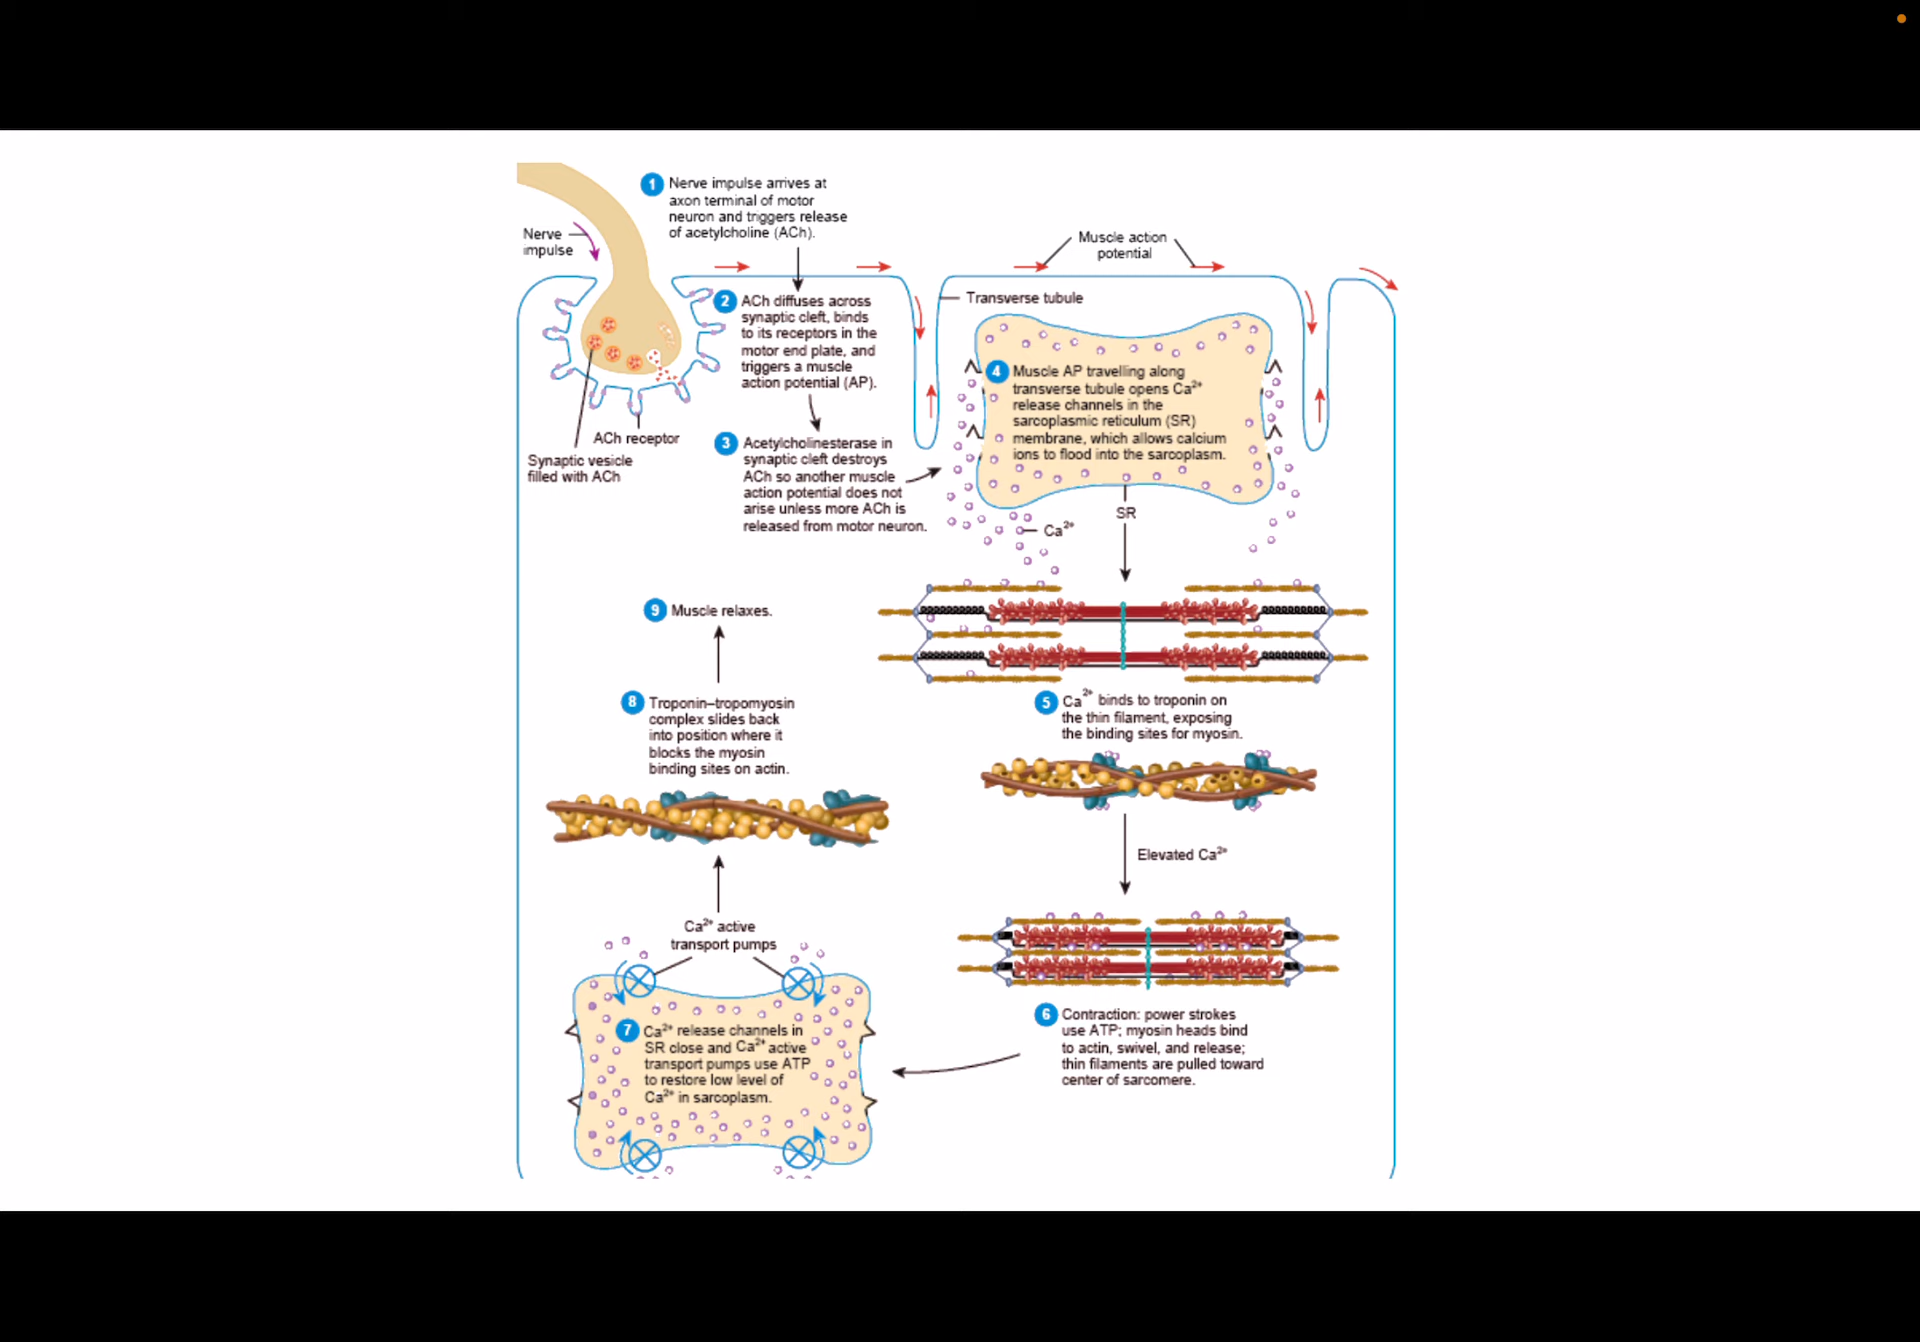 1 Nerve impulse arrives at
axon terminal of motor
neuron and triggers release
of acetylcholine (ACh).
Nerve
impulse
Muscle action
potential
2 ACh diffuses across
synaptic cleft, binds
to its receptors in the
motor end plate, and
triggers a muscle
action potential (AP).
Transverse tubule
ACh receptor
Synaptic vesicle
filled with ACh
3 Acetylcholinesterase in
synaptic cleft destroys
ACh so another muscle
action potential does not
arise unless more ACh is
released from motor neuron.
4 Muscle AP travelling along
transverse tubule opens Ca²⁺
release channels in the
sarcoplasmic reticulum (SR)
membrane, which allows calcium
ions to flood into the sarcoplasm.
SR
Ca²⁺
5 Ca²⁺ binds to troponin on
the thin filament, exposing
the binding sites for myosin.
Elevated Ca²⁺
6 Contraction: power strokes
use ATP; myosin heads bind
to actin, swivel, and release;
thin filaments are pulled toward
center of sarcomere.
Ca²⁺ active
transport pumps
7 Ca²⁺ release channels in
SR close and Ca²⁺ active
transport pumps use ATP
to restore low level of
Ca²⁺ in sarcoplasm.
8 Troponin–tropomyosin
complex slides back
into position where it
blocks the myosin
binding sites on actin.
9 Muscle relaxes.